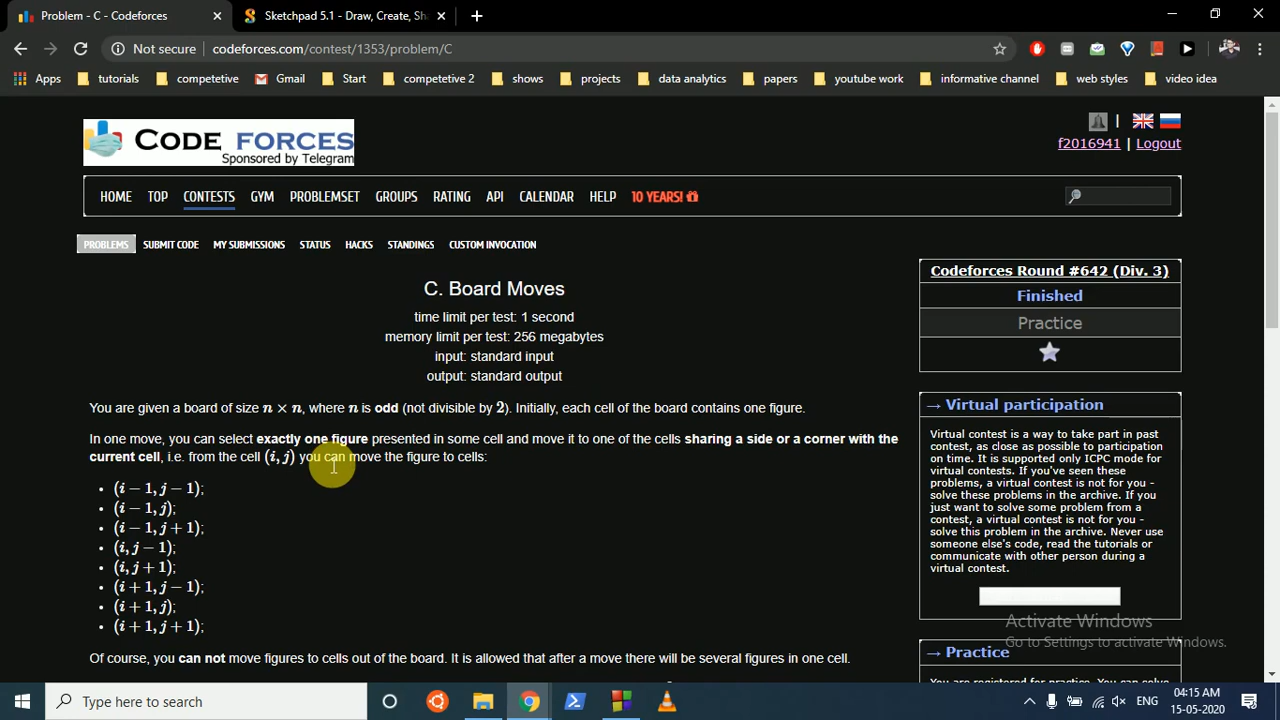 Problem - C - Codeforces
Sketchpad 5.1 - Draw, Create, Sha
Not secure | codeforces.com/contest/1353/problem/C
Apps tutorials competetive Gmail Start competetive 2 shows projects data analytics papers youtube work informative channel web styles video idea
CODE FORCES
Sponsored by Telegram
f2016941 | Logout
HOME TOP CONTESTS GYM PROBLEMSET GROUPS RATING API CALENDAR HELP 10 YEARS!
PROBLEMS SUBMIT CODE MY SUBMISSIONS STATUS HACKS STANDINGS CUSTOM INVOCATION
C. Board Moves
time limit per test: 1 second
memory limit per test: 256 megabytes
input: standard input
output: standard output
You are given a board of size n × n, where n is odd (not divisible by 2). Initially, each cell of the board contains one figure.
In one move, you can select exactly one figure presented in some cell and move it to one of the cells sharing a side or a corner with the
current cell, i.e. from the cell (i, j) you can move the figure to cells:
• (i − 1, j − 1);
• (i − 1, j);
• (i − 1, j + 1);
• (i, j − 1);
• (i, j + 1);
• (i + 1, j − 1);
• (i + 1, j);
• (i + 1, j + 1);
Of course, you can not move figures to cells out of the board. It is allowed that after a move there will be several figures in one cell.
Codeforces Round #642 (Div. 3)
Finished
Practice
→ Virtual participation
Virtual contest is a way to take part in past
contest, as close as possible to participation
on time. It is supported only ICPC mode for
virtual contests. If you've seen these
problems, a virtual contest is not for you -
solve these problems in the archive. If you
just want to solve some problem from a
contest, a virtual contest is not for you -
solve this problem in the archive. Never use
someone else's code, read the tutorials or
communicate with other person during a
virtual contest.
Activate Windows
Go to Settings to activate Windows.
→ Practice
You are registered for practice. You can solve
Type here to search
ENG
04:15 AM
15-05-2020